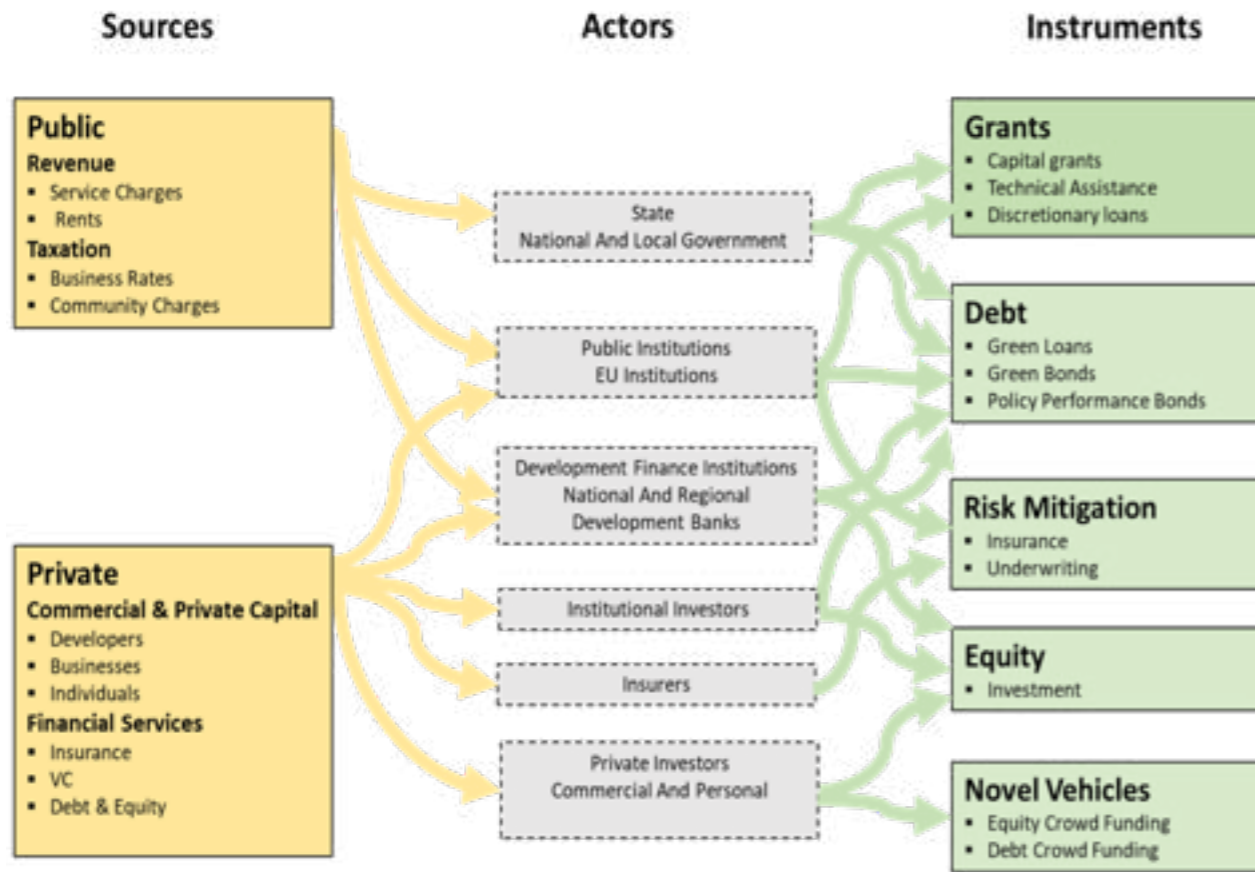 Sources
Actors
Instruments
Public
Revenue
▪ Service Charges
▪ Rents
Taxation
▪ Business Rates
▪ Community Charges
Private
Commercial & Private Capital
▪ Developers
▪ Businesses
▪ Individuals
Financial Services
▪ Insurance
▪ VC
▪ Debt & Equity
State
National And Local Government
Public Institutions
EU Institutions
Development Finance Institutions
National And Regional
Development Banks
Institutional Investors
Insurers
Private Investors
Commercial And Personal
Grants
▪ Capital grants
▪ Technical Assistance
▪ Discretionary loans
Debt
▪ Green Loans
▪ Green Bonds
▪ Policy Performance Bonds
Risk Mitigation
▪ Insurance
▪ Underwriting
Equity
▪ Investment
Novel Vehicles
▪ Equity Crowd Funding
▪ Debt Crowd Funding